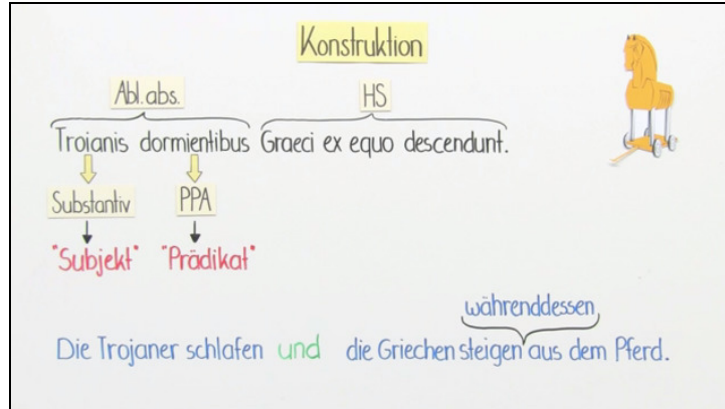 Konstruktion
Abl. abs. HS
Troianis dormientibus Graeci ex equo descendunt.
Substantiv PPA
"Subjekt" "Prädikat"
währenddessen
Die Trojaner schlafen und die Griechen steigen aus dem Pferd.